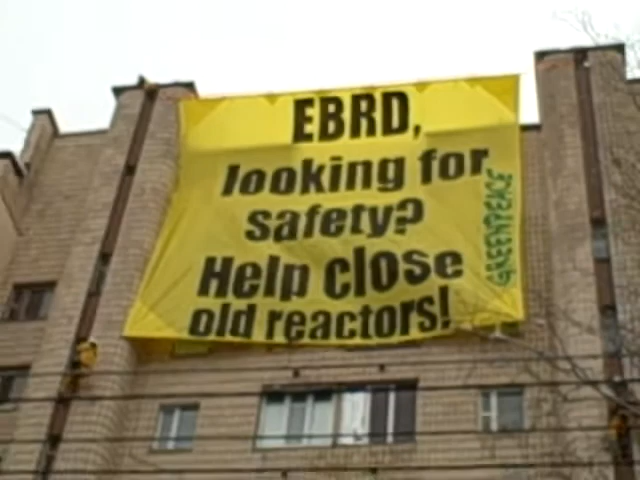 EBRD,
looking for
safety?
Help close
old reactors!
GREENPEACE